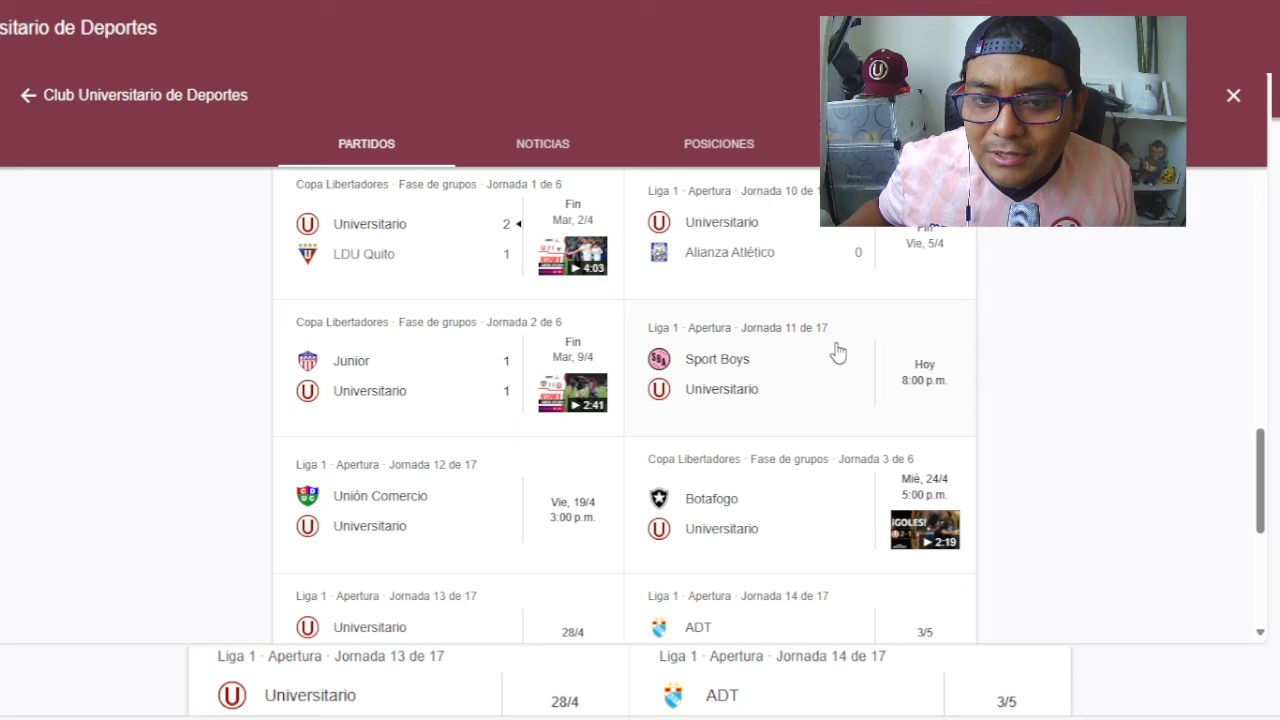 sitario de Deportes
← Club Universitario de Deportes
PARTIDOS
NOTICIAS
POSICIONES
Copa Libertadores · Fase de grupos · Jornada 1 de 6
Universitario 2
LDU Quito 1
Fin
Mar, 2/4
4:03
Liga 1 · Apertura · Jornada 10 de 1
Universitario
Alianza Atlético 0
Fin
Vie, 5/4
Copa Libertadores · Fase de grupos · Jornada 2 de 6
Junior 1
Universitario 1
Fin
Mar, 9/4
2:41
Liga 1 · Apertura · Jornada 11 de 17
SBA Sport Boys
Universitario
Hoy
8:00 p.m.
Liga 1 · Apertura · Jornada 12 de 17
Unión Comercio
Universitario
Vie, 19/4
3:00 p.m.
Copa Libertadores · Fase de grupos · Jornada 3 de 6
Botafogo
Universitario
Mié, 24/4
5:00 p.m.
¡GOLES!
2-1
2:19
Liga 1 · Apertura · Jornada 13 de 17
Universitario
28/4
Liga 1 · Apertura · Jornada 14 de 17
ADT
3/5
Liga 1 · Apertura · Jornada 13 de 17
Universitario
28/4
Liga 1 · Apertura · Jornada 14 de 17
ADT
3/5